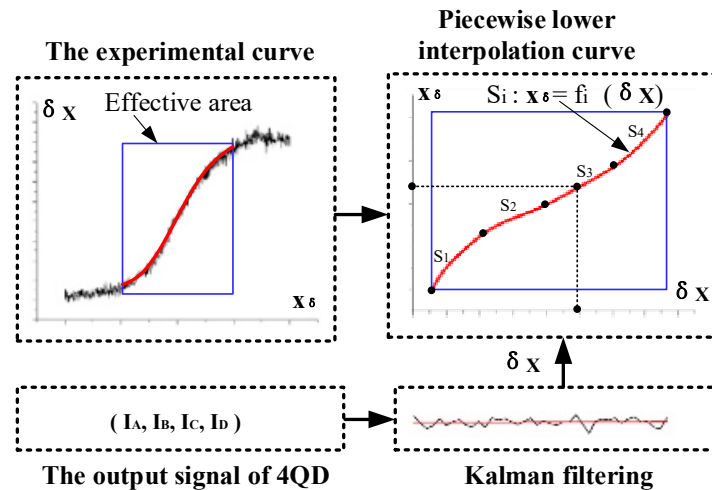 The experimental curve
Piecewise lower
interpolation curve
δ X
Effective area
x δ
x δ
Si : x δ = fi ( δ X)
S1
S2
S3
S4
δ X
δ X
( IA, IB, IC, ID )
The output signal of 4QD
Kalman filtering